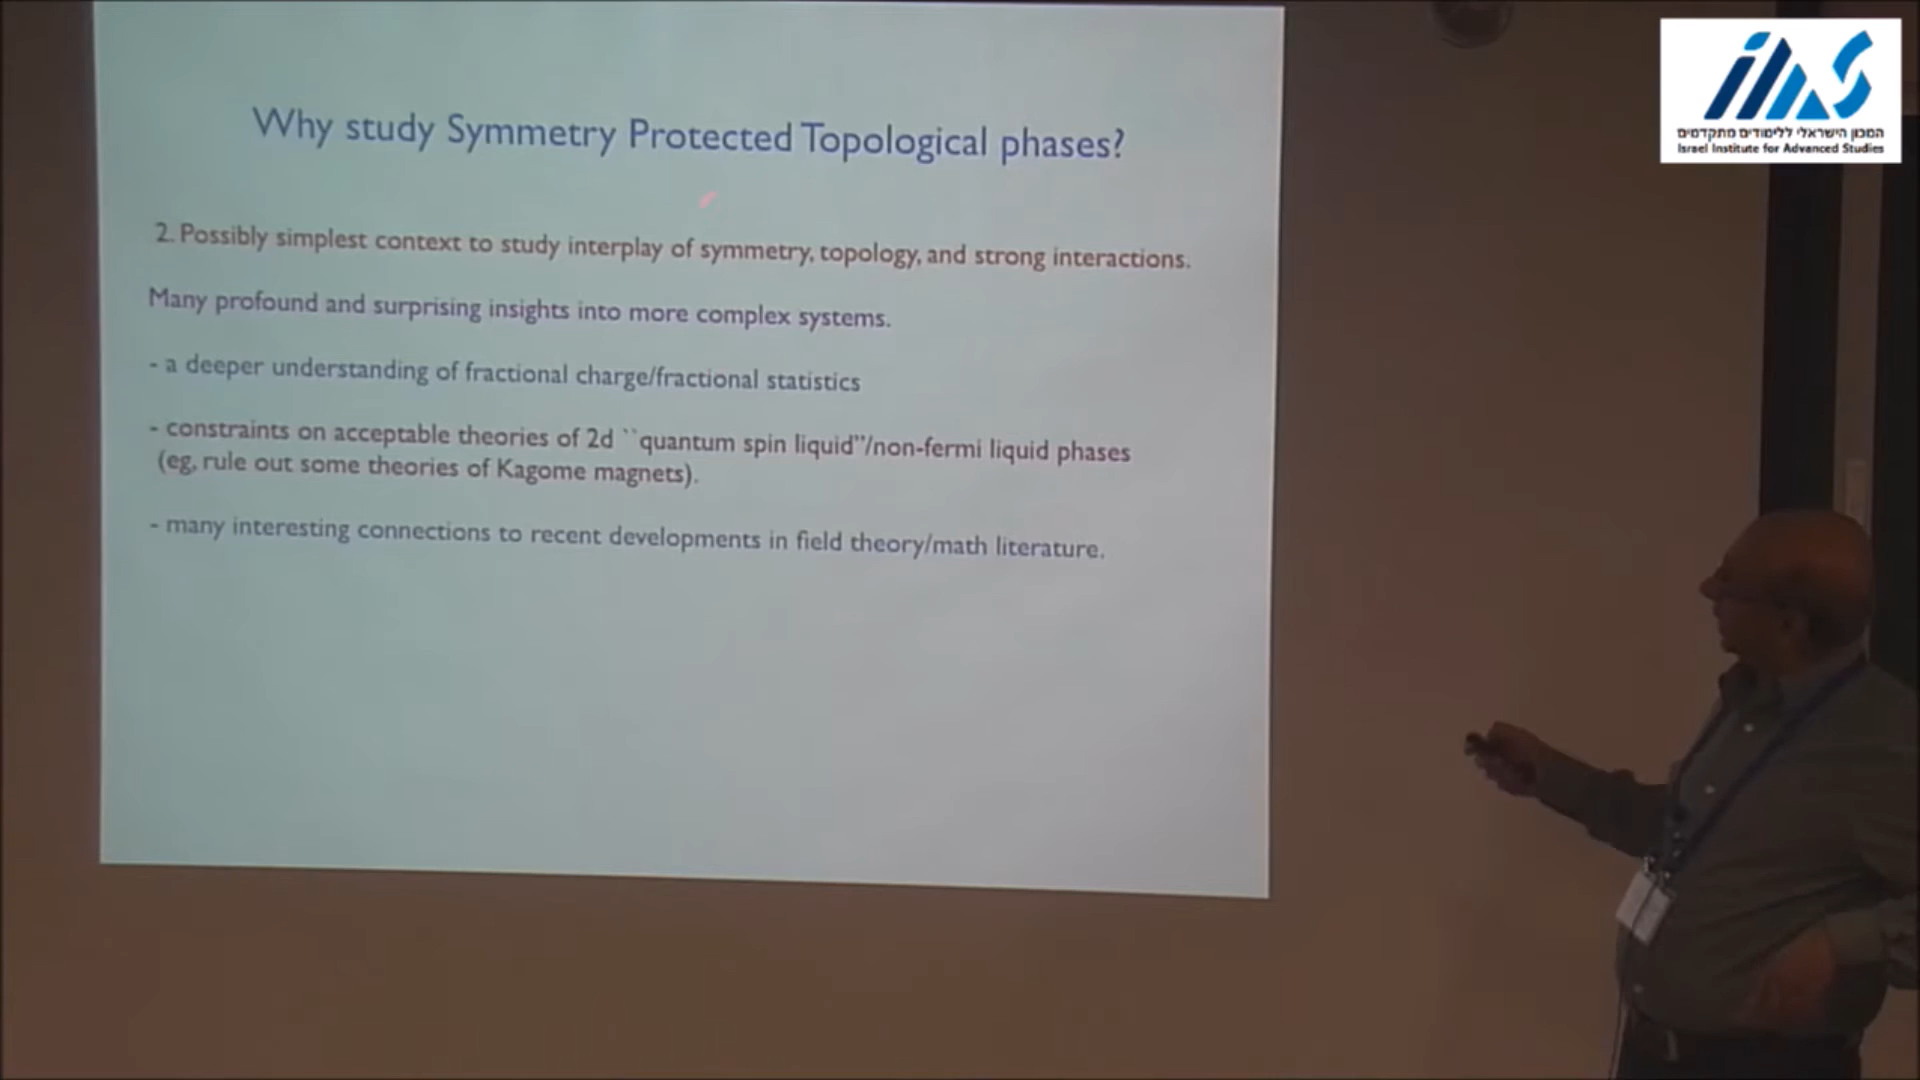 Why study Symmetry Protected Topological phases?
2. Possibly simplest context to study interplay of symmetry, topology, and strong interactions.
Many profound and surprising insights into more complex systems.
- a deeper understanding of fractional charge/fractional statistics
- constraints on acceptable theories of 2d ``quantum spin liquid''/non-fermi liquid phases
(eg, rule out some theories of Kagome magnets).
- many interesting connections to recent developments in field theory/math literature.
המכון הישראלי ללימודים מתקדמים
Israel Institute for Advanced Studies